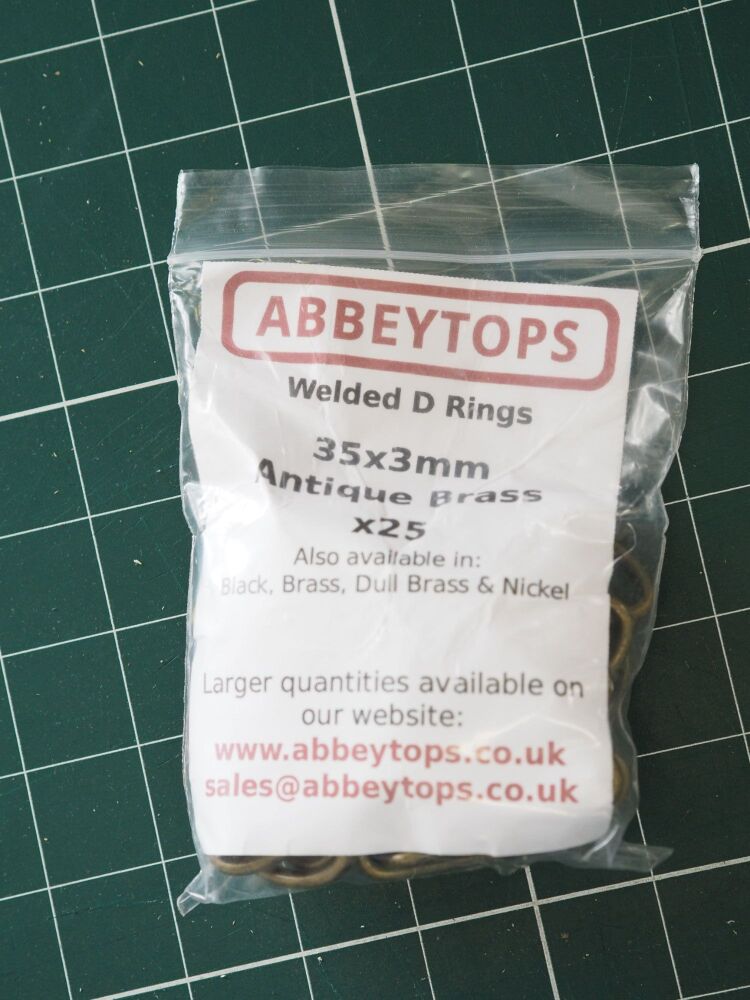 ABBEYTOPS
Welded D Rings
35x3mm
Antique Brass
x25
Also available in:
Black, Brass, Dull Brass & Nickel
Larger quantities available on
our website:
www.abbeytops.co.uk
sales@abbeytops.co.uk